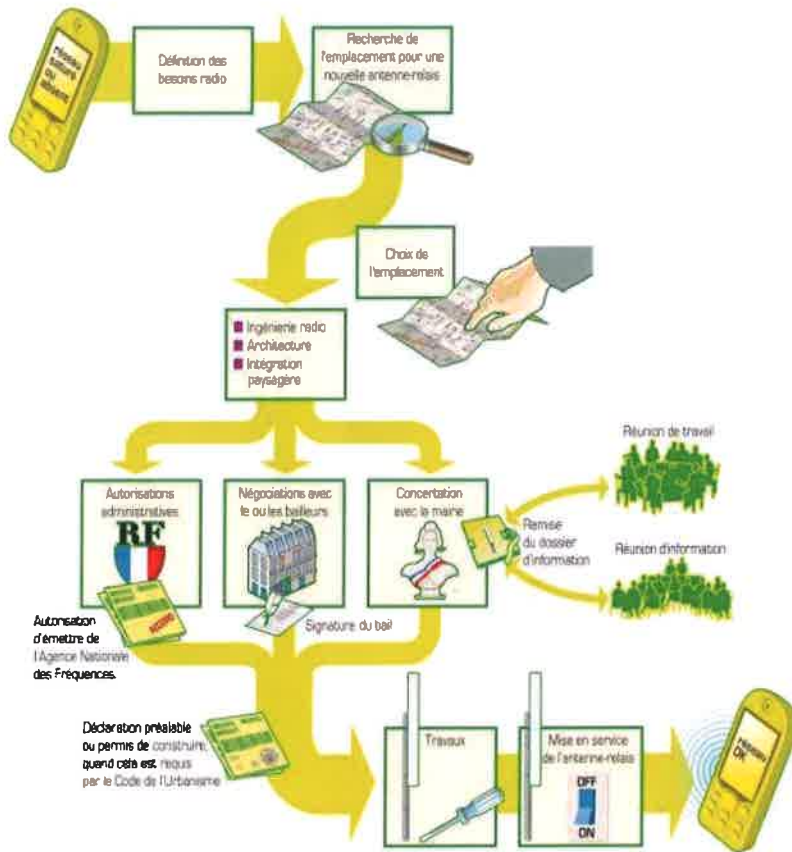 réseau
saturé
ou
absent
Définition des
besoins radio
Recherche de
l'emplacement pour une
nouvelle antenne-relais
Choix de
l'emplacement
Ingénierie radio
Architecture
Intégration
paysagère
Autorisations
administratives
RF
Négociations avec
le ou les bailleurs
Concertation
avec la mairie
Réunion de travail
Remise
du dossier
d'information
Réunion d'information
Autorisation
d'émettre de
l'Agence Nationale
des Fréquences.
ACCORD
Signature du bail
Déclaration préalable
ou permis de construire,
quand cela est requis
par le Code de l'Urbanisme
Travaux
Mise en service
de l'antenne-relais
OFF
ON
réseau
OK